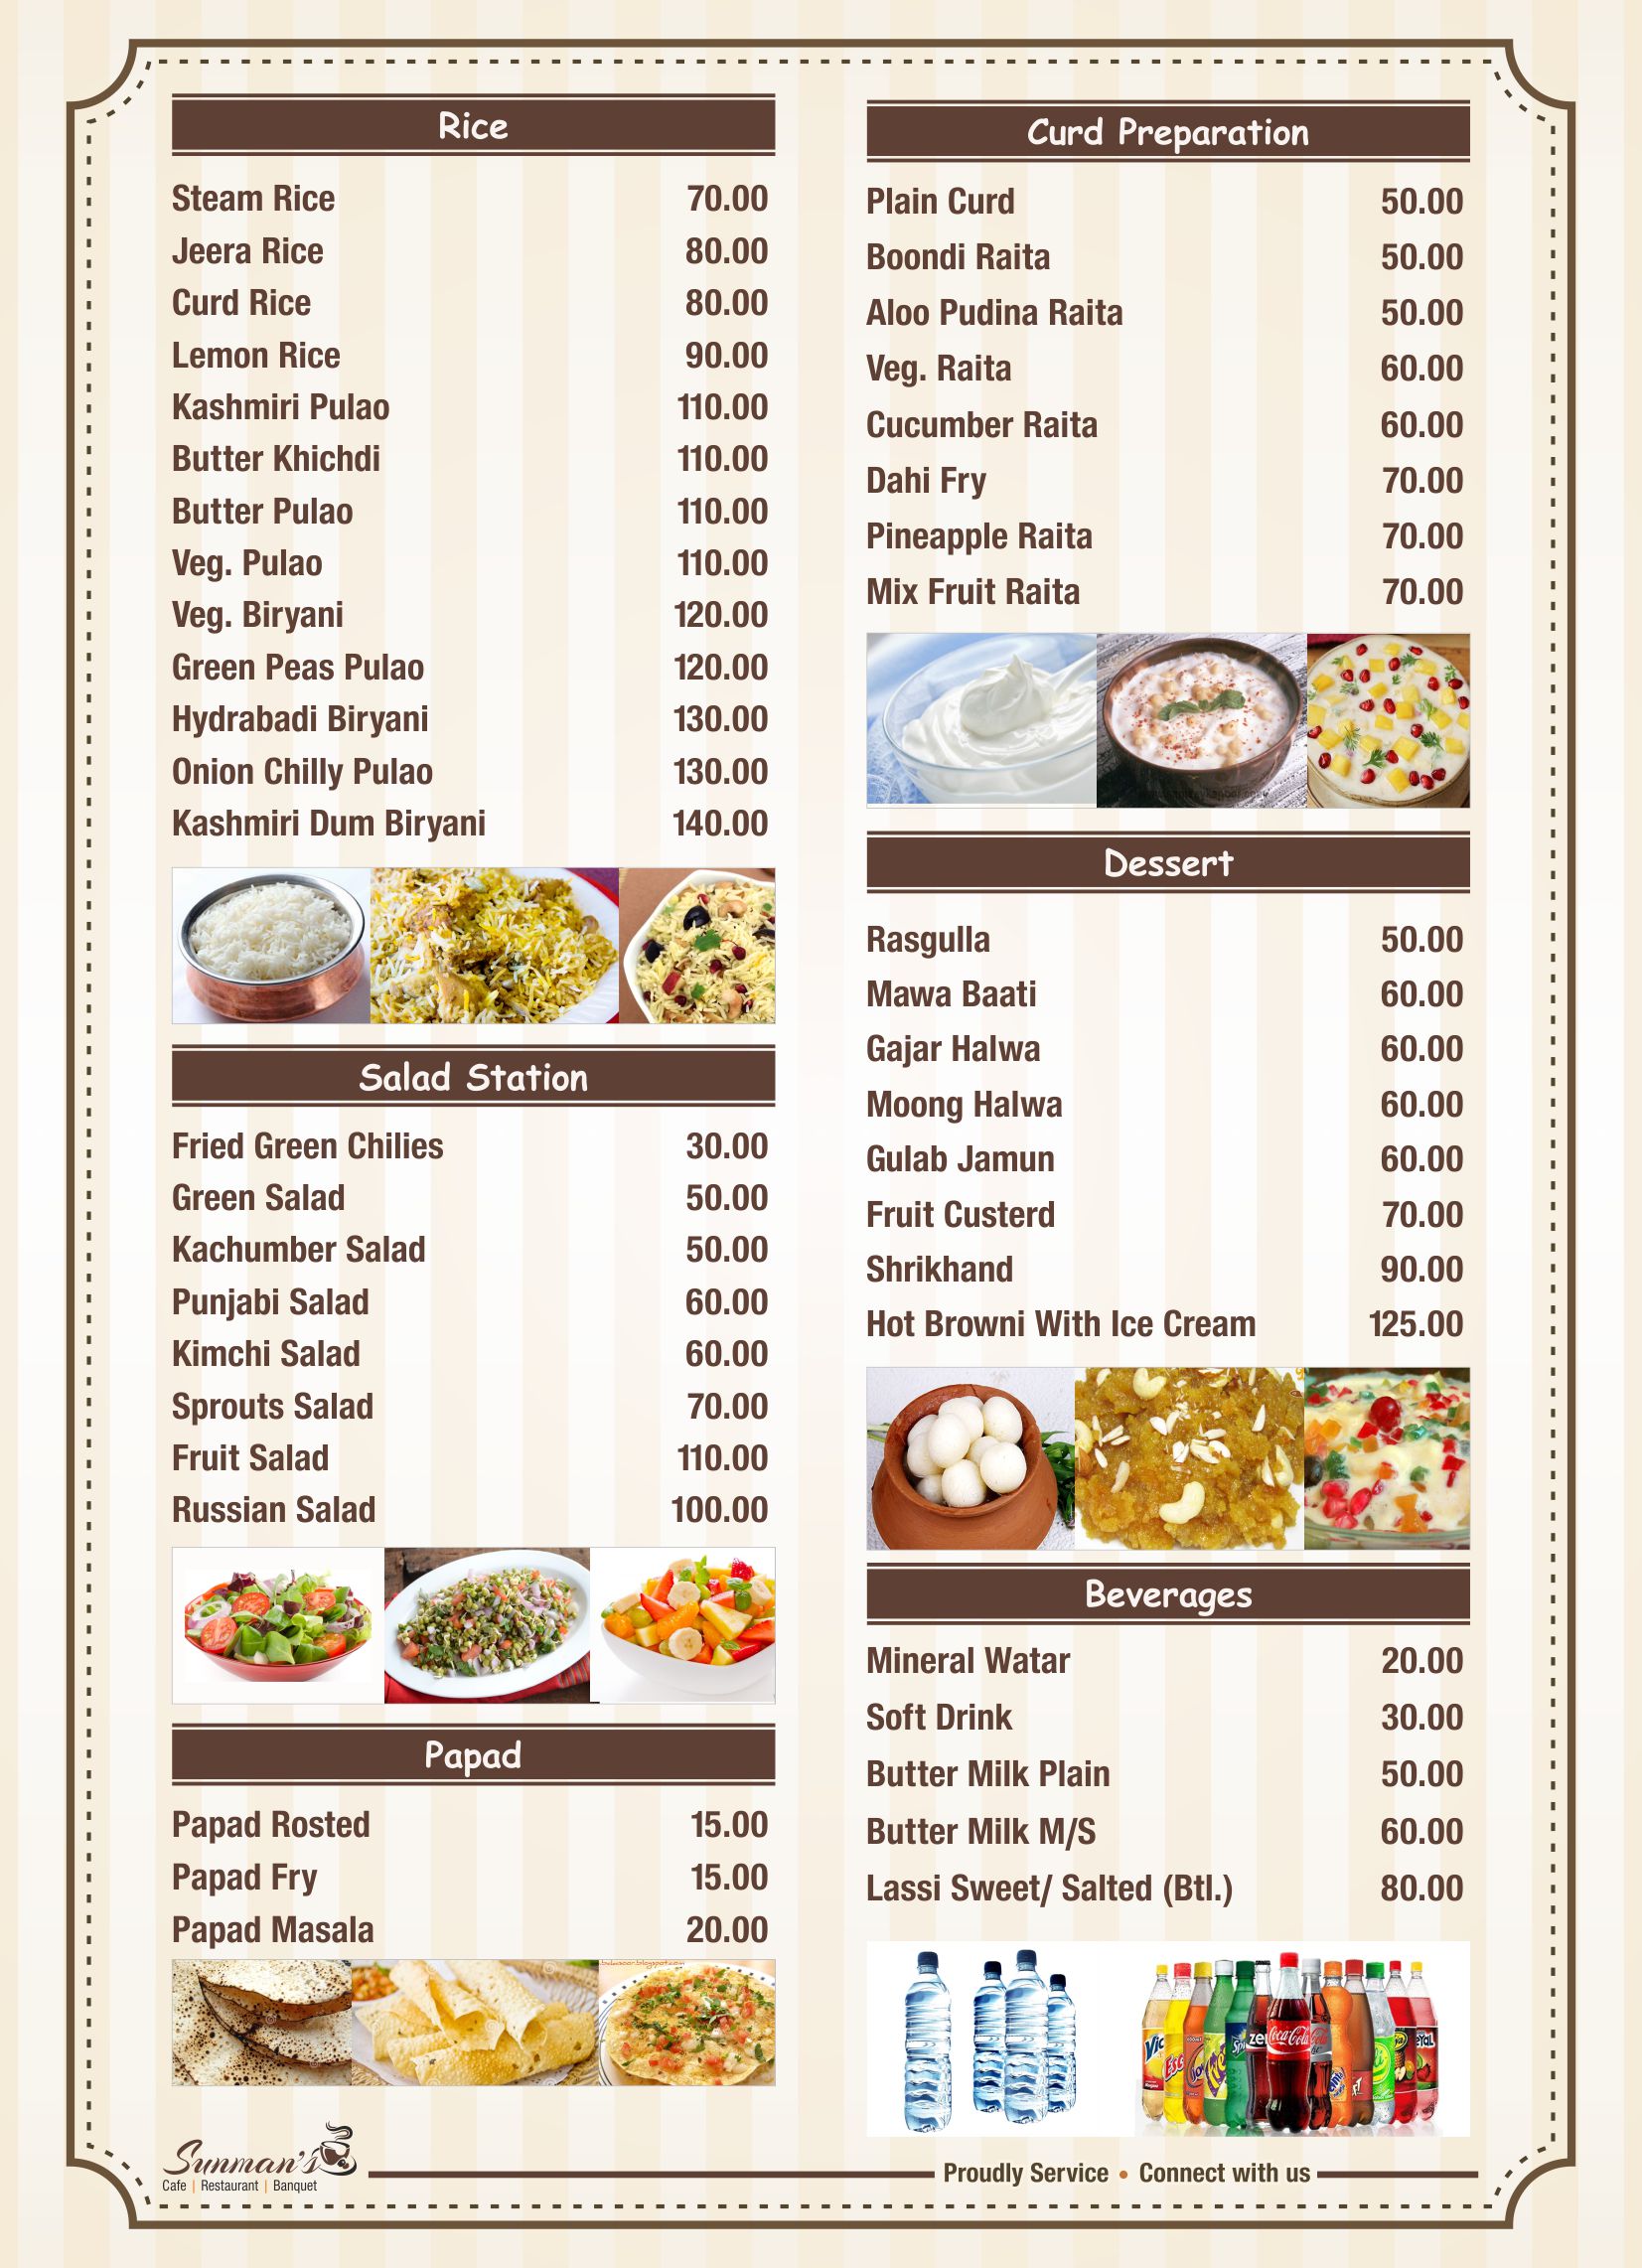 Rice
Steam Rice 70.00
Jeera Rice 80.00
Curd Rice 80.00
Lemon Rice 90.00
Kashmiri Pulao 110.00
Butter Khichdi 110.00
Butter Pulao 110.00
Veg. Pulao 110.00
Veg. Biryani 120.00
Green Peas Pulao 120.00
Hydrabadi Biryani 130.00
Onion Chilly Pulao 130.00
Kashmiri Dum Biryani 140.00
Salad Station
Fried Green Chilies 30.00
Green Salad 50.00
Kachumber Salad 50.00
Punjabi Salad 60.00
Kimchi Salad 60.00
Sprouts Salad 70.00
Fruit Salad 110.00
Russian Salad 100.00
Papad
Papad Rosted 15.00
Papad Fry 15.00
Papad Masala 20.00
Curd Preparation
Plain Curd 50.00
Boondi Raita 50.00
Aloo Pudina Raita 50.00
Veg. Raita 60.00
Cucumber Raita 60.00
Dahi Fry 70.00
Pineapple Raita 70.00
Mix Fruit Raita 70.00
Dessert
Rasgulla 50.00
Mawa Baati 60.00
Gajar Halwa 60.00
Moong Halwa 60.00
Gulab Jamun 60.00
Fruit Custerd 70.00
Shrikhand 90.00
Hot Browni With Ice Cream 125.00
Beverages
Mineral Watar 20.00
Soft Drink 30.00
Butter Milk Plain 50.00
Butter Milk M/S 60.00
Lassi Sweet/ Salted (Btl.) 80.00
Coca-Cola
Sunman's
Cafe | Restaurant | Banquet
Proudly Service • Connect with us